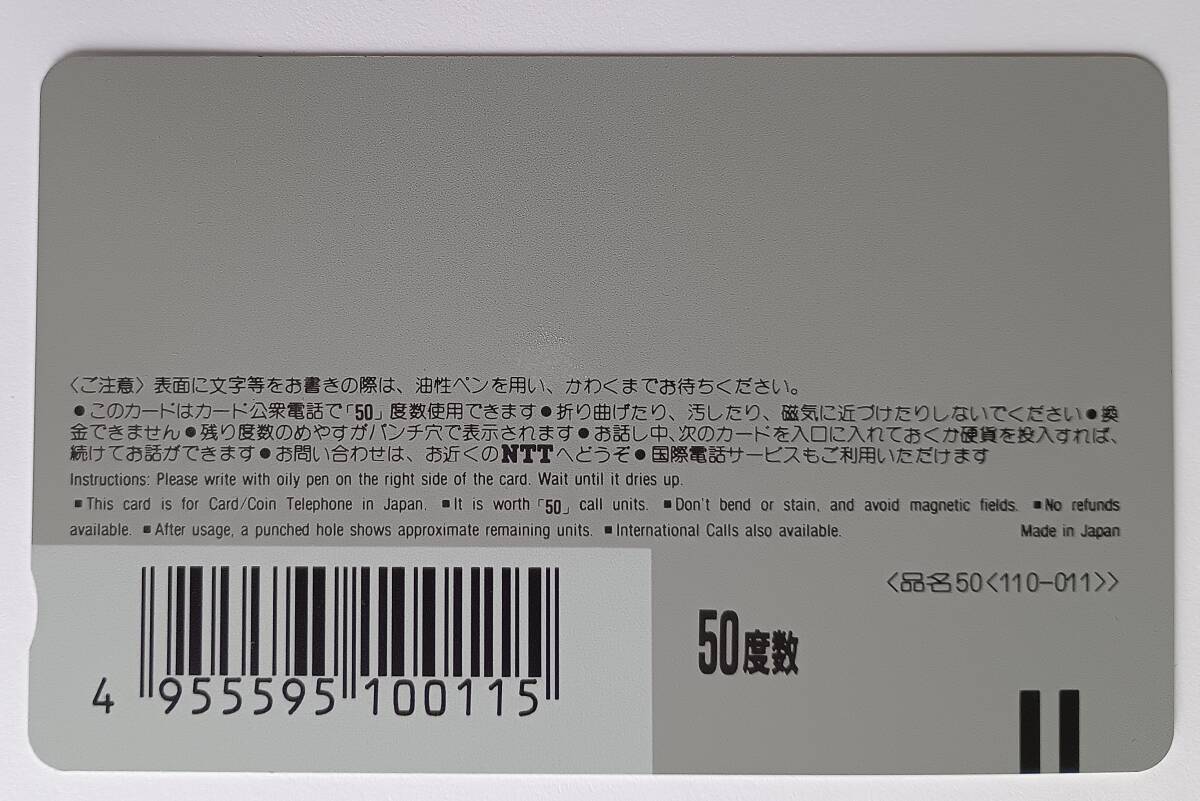 〈ご注意〉表面に文字等をお書きの際は、油性ペンを用い、かわくまでお待ちください。
●このカードはカード公衆電話で「50」度数使用できます●折り曲げたり、汚したり、磁気に近づけたりしないでください●換
金できません●残り度数のめやすがパンチ穴で表示されます●お話し中、次のカードを入口に入れておくか硬貨を投入すれば、
続けてお話ができます●お問い合わせは、お近くのNTTへどうぞ●国際電話サービスもご利用いただけます
Instructions: Please write with oily pen on the right side of the card. Wait until it dries up.
■This card is for Card/Coin Telephone in Japan. ■It is worth「50」call units. ■Don't bend or stain, and avoid magnetic fields. ■No refunds
available. ■After usage, a punched hole shows approximate remaining units. ■International Calls also available. Made in Japan
〈品名50〈110-011〉〉
50度数
4 955595 100115